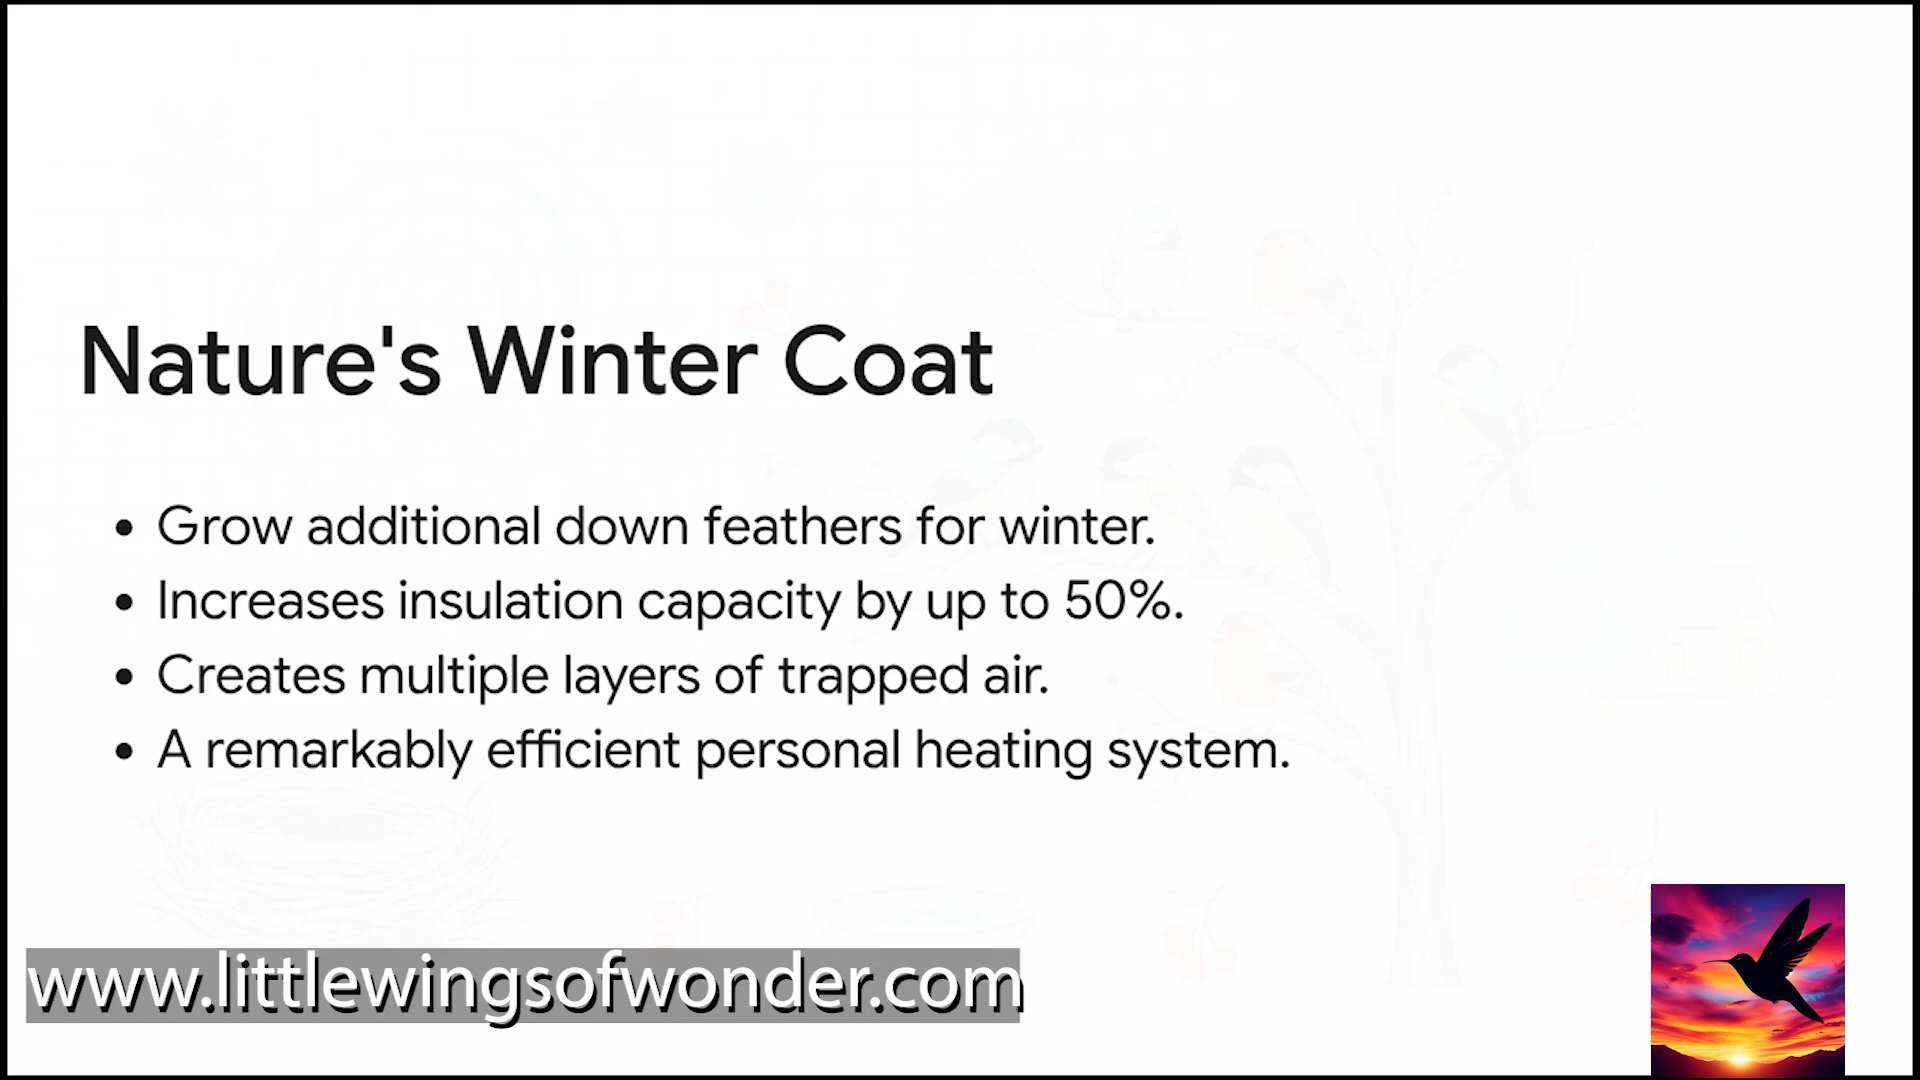 Nature's Winter Coat
• Grow additional down feathers for winter.
• Increases insulation capacity by up to 50%.
• Creates multiple layers of trapped air.
• A remarkably efficient personal heating system.
www.littlewingsofwonder.com